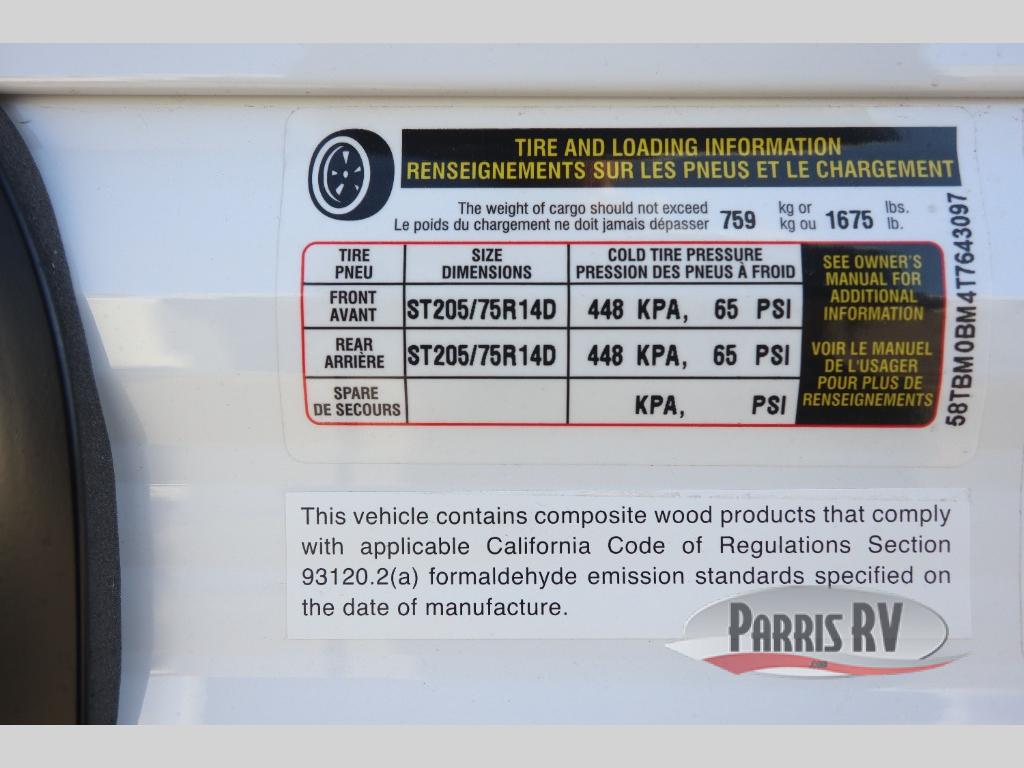 TIRE AND LOADING INFORMATION
RENSEIGNEMENTS SUR LES PNEUS ET LE CHARGEMENT
The weight of cargo should not exceed 759 kg or 1675 lbs.
Le poids du chargement ne doit jamais dépasser kg ou lb.
TIRE SIZE COLD TIRE PRESSURE
PNEU DIMENSIONS PRESSION DES PNEUS À FROID
FRONT
AVANT ST205/75R14D 448 KPA, 65 PSI
REAR
ARRIÈRE ST205/75R14D 448 KPA, 65 PSI
SPARE
DE SECOURS KPA, PSI
SEE OWNER'S
MANUAL FOR
ADDITIONAL
INFORMATION
VOIR LE MANUEL
DE L'USAGER
POUR PLUS DE
RENSEIGNEMENTS
58TBM0BM4T7643097
This vehicle contains composite wood products that comply
with applicable California Code of Regulations Section
93120.2(a) formaldehyde emission standards specified on
the date of manufacture.
PARRIS RV
.com